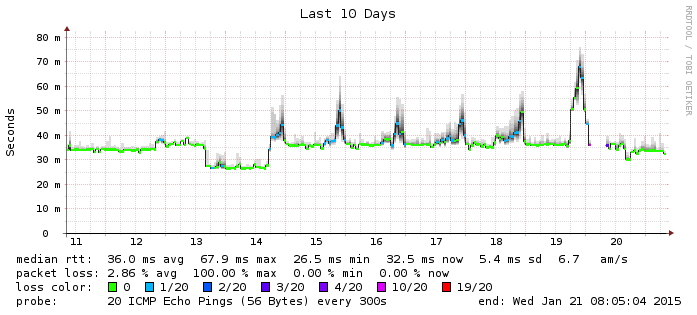 Last 10 Days
RRDTOOL / TOBI OETIKER
Seconds
80 m
70 m
60 m
50 m
40 m
30 m
20 m
10 m
0
11 12 13 14 15 16 17 18 19 20
median rtt: 36.0 ms avg 67.9 ms max 26.5 ms min 32.5 ms now 5.4 ms sd 6.7 am/s
packet loss: 2.86 % avg 100.00 % max 0.00 % min 0.00 % now
loss color: 0 1/20 2/20 3/20 4/20 10/20 19/20
probe: 20 ICMP Echo Pings (56 Bytes) every 300s end: Wed Jan 21 08:05:04 2015